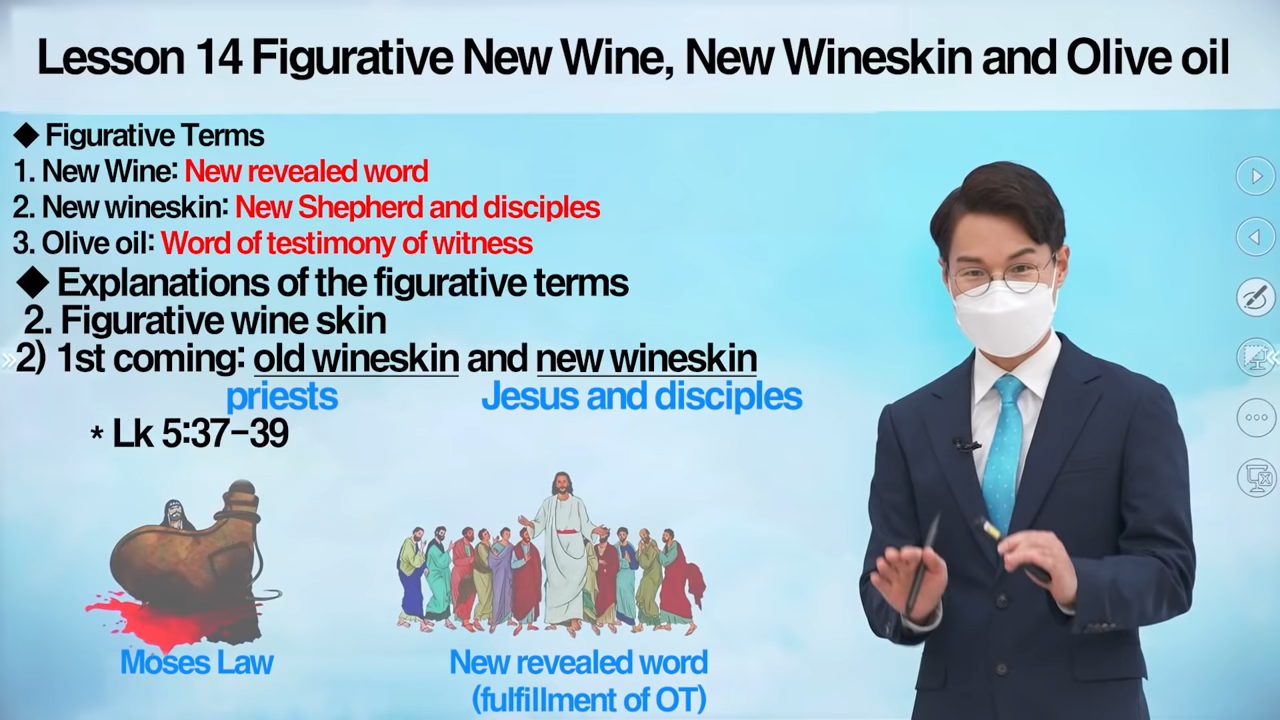 Lesson 14 Figurative New Wine, New Wineskin and Olive oil
◆ Figurative Terms
1. New Wine: New revealed word
2. New wineskin: New Shepherd and disciples
3. Olive oil: Word of testimony of witness
◆ Explanations of the figurative terms
2. Figurative wine skin
2) 1st coming: old wineskin and new wineskin
priests Jesus and disciples
* Lk 5:37-39
Moses Law
New revealed word
(fulfillment of OT)